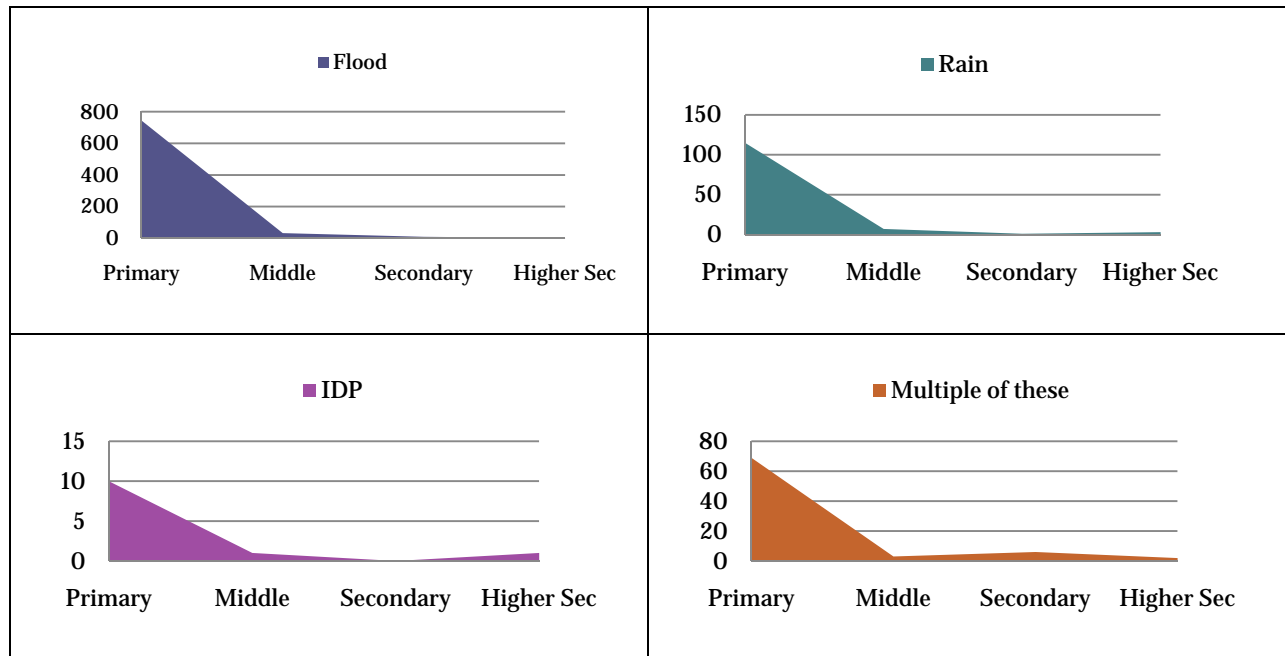 Flood
800
600
400
200
0
Primary Middle Secondary Higher Sec
Rain
150
100
50
0
Primary Middle Secondary Higher Sec
IDP
15
10
5
0
Primary Middle Secondary Higher Sec
Multiple of these
80
60
40
20
0
Primary Middle Secondary Higher Sec